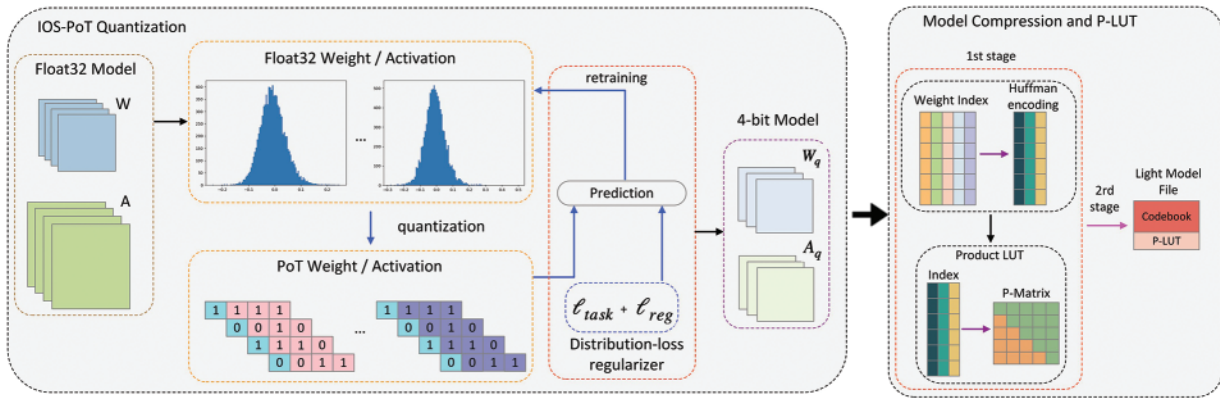 IOS-PoT Quantization
Float32 Model
W
A
Float32 Weight / Activation
...
quantization
PoT Weight / Activation
1 1 1 1
0 0 1 0
1 1 1 0
0 0 1 1
...
1 1 1 1 1
0 0 1 0
1 1 1 0
0 0 1 1
retraining
Prediction
ℓtask + ℓreg
Distribution-loss
regularizer
4-bit Model
Wq
Aq
Model Compression and P-LUT
1st stage
Weight Index
Huffman
encoding
Product LUT
Index
P-Matrix
2rd
stage
Light Model
File
Codebook
P-LUT